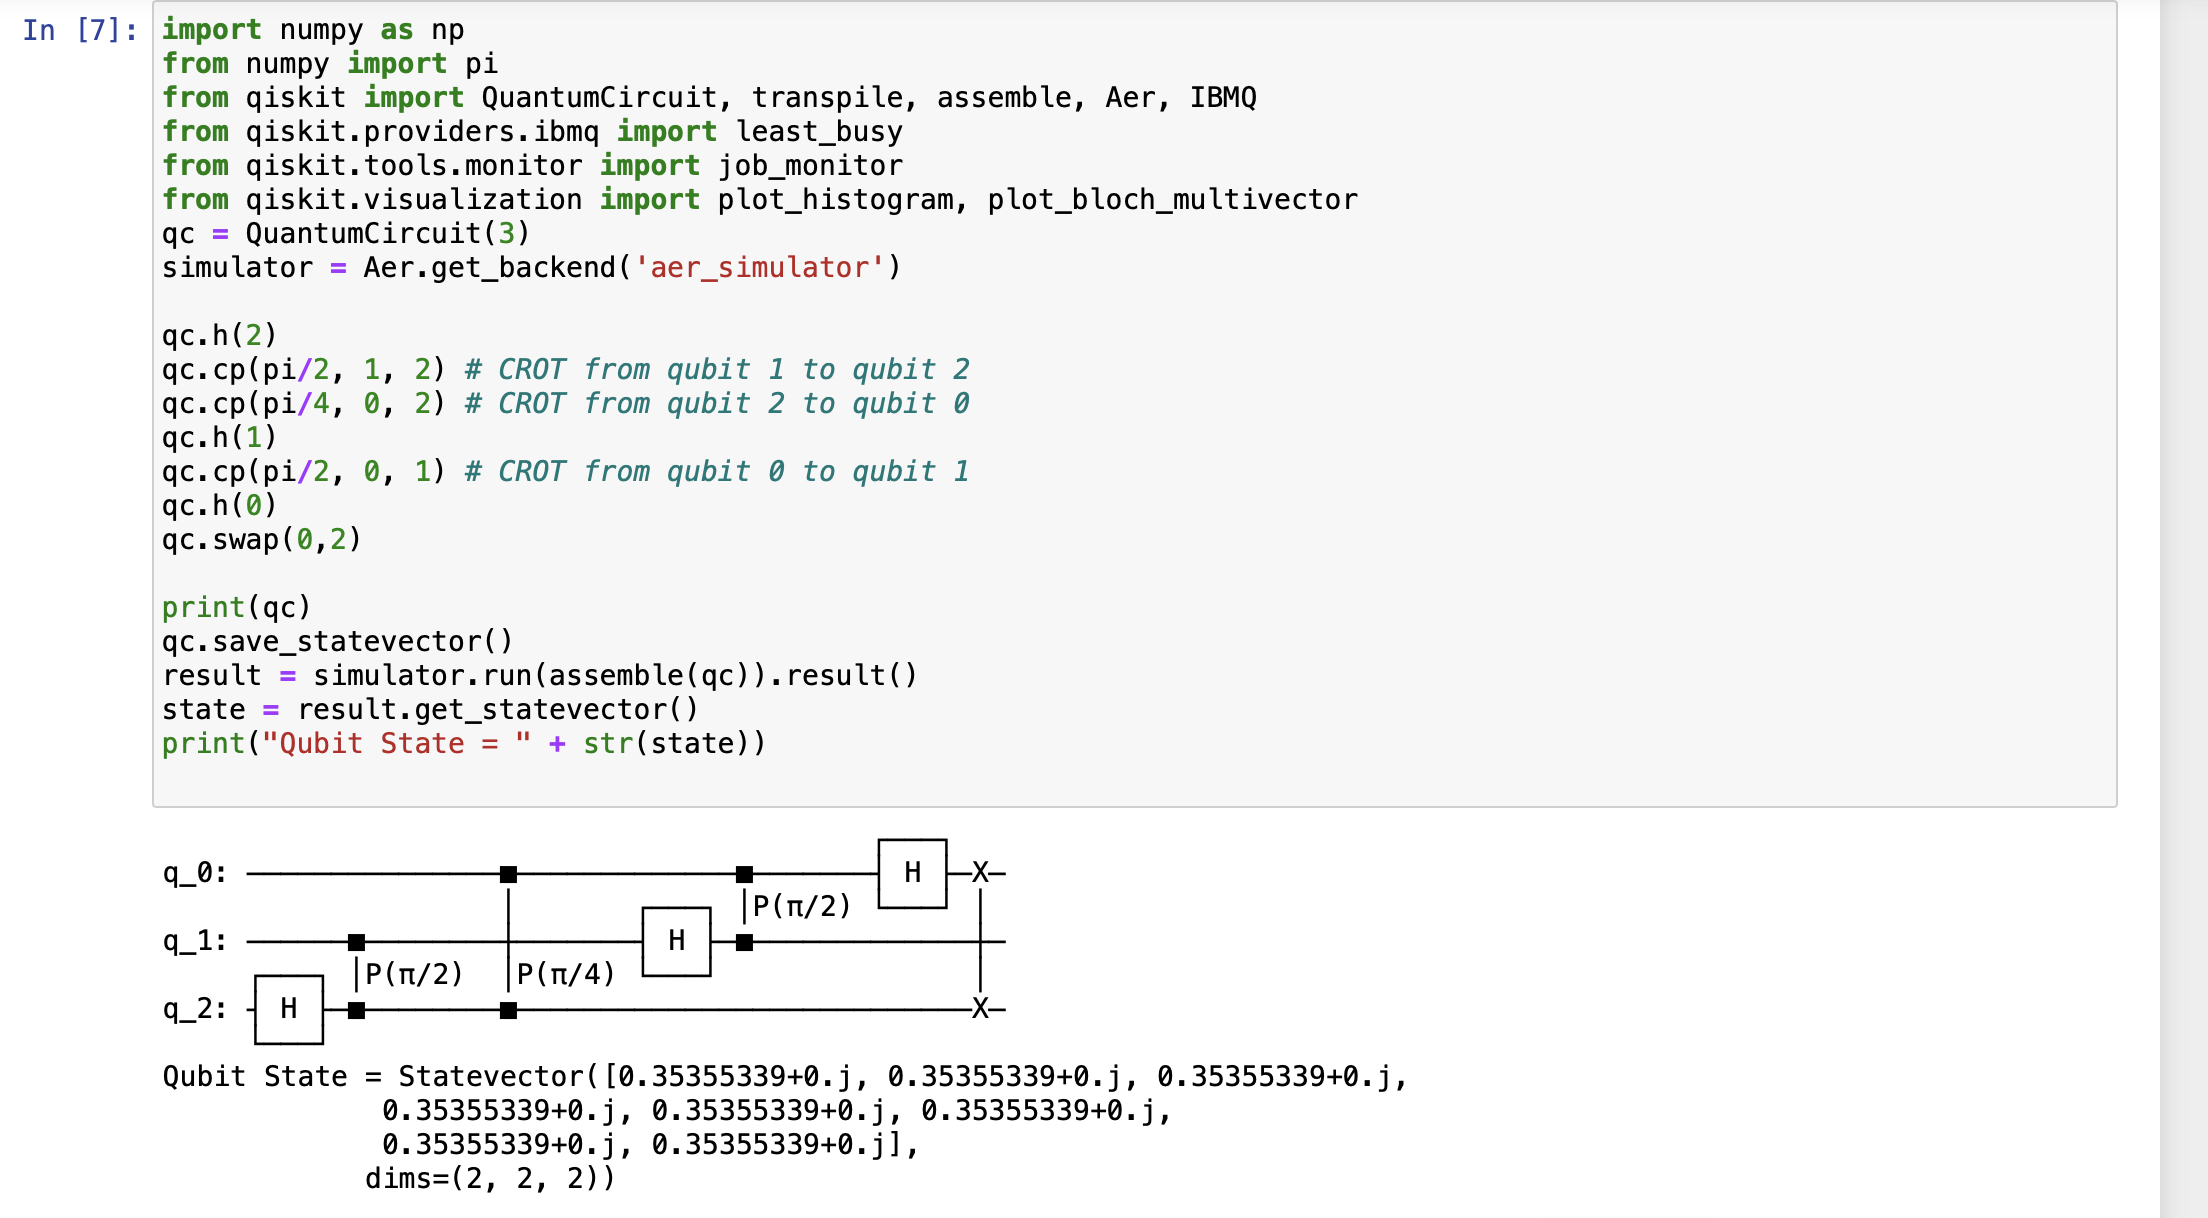 In [7]: import numpy as np
from numpy import pi
from qiskit import QuantumCircuit, transpile, assemble, Aer, IBMQ
from qiskit.providers.ibmq import least_busy
from qiskit.tools.monitor import job_monitor
from qiskit.visualization import plot_histogram, plot_bloch_multivector
qc = QuantumCircuit(3)
simulator = Aer.get_backend('aer_simulator')
qc.h(2)
qc.cp(pi/2, 1, 2) # CROT from qubit 1 to qubit 2
qc.cp(pi/4, 0, 2) # CROT from qubit 2 to qubit 0
qc.h(1)
qc.cp(pi/2, 0, 1) # CROT from qubit 0 to qubit 1
qc.h(0)
qc.swap(0,2)
print(qc)
qc.save_statevector()
result = simulator.run(assemble(qc)).result()
state = result.get_statevector()
print("Qubit State = " + str(state))
q_0: H X
P(π/2)
q_1: H
P(π/2) P(π/4)
q_2: H X
Qubit State = Statevector([0.35355339+0.j, 0.35355339+0.j, 0.35355339+0.j,
0.35355339+0.j, 0.35355339+0.j, 0.35355339+0.j,
0.35355339+0.j, 0.35355339+0.j],
dims=(2, 2, 2))